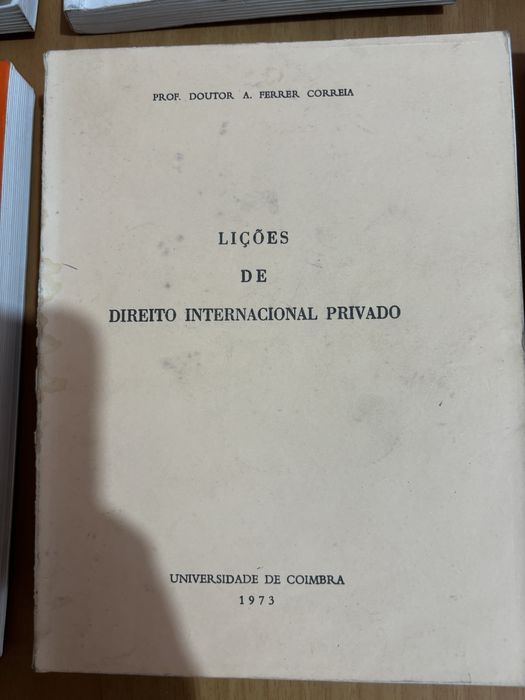 PROF. DOUTOR A. FERRER CORREIA
LIÇÕES
DE
DIREITO INTERNACIONAL PRIVADO
UNIVERSIDADE DE COIMBRA
1973